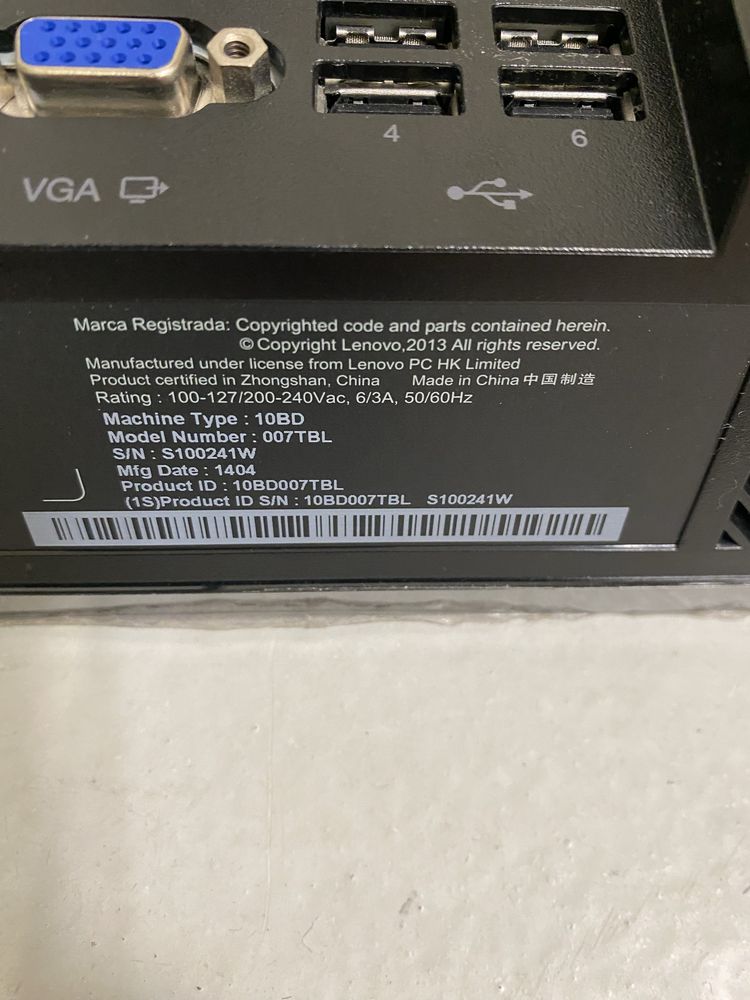 4 6
VGA
Marca Registrada: Copyrighted code and parts contained herein.
© Copyright Lenovo,2013 All rights reserved.
Manufactured under license from Lenovo PC HK Limited
Product certified in Zhongshan, China Made in China 中国制造
Rating : 100-127/200-240Vac, 6/3A, 50/60Hz
Machine Type : 10BD
Model Number : 007TBL
S/N : S100241W
Mfg Date : 1404
Product ID : 10BD007TBL
(1S)Product ID S/N : 10BD007TBL S100241W